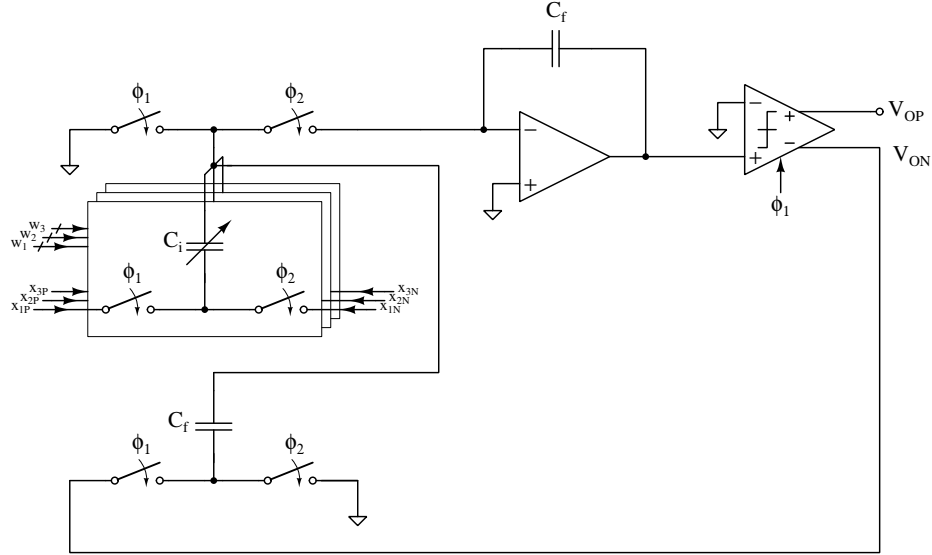 C_f
ϕ_1 ϕ_2
− + − + + −
V_OP
V_ON
ϕ_1
w_3
w_2
w_1
C_i
ϕ_1 ϕ_2
x_3P
x_2P
x_1P
x_3N
x_2N
x_1N
C_f
ϕ_1 ϕ_2